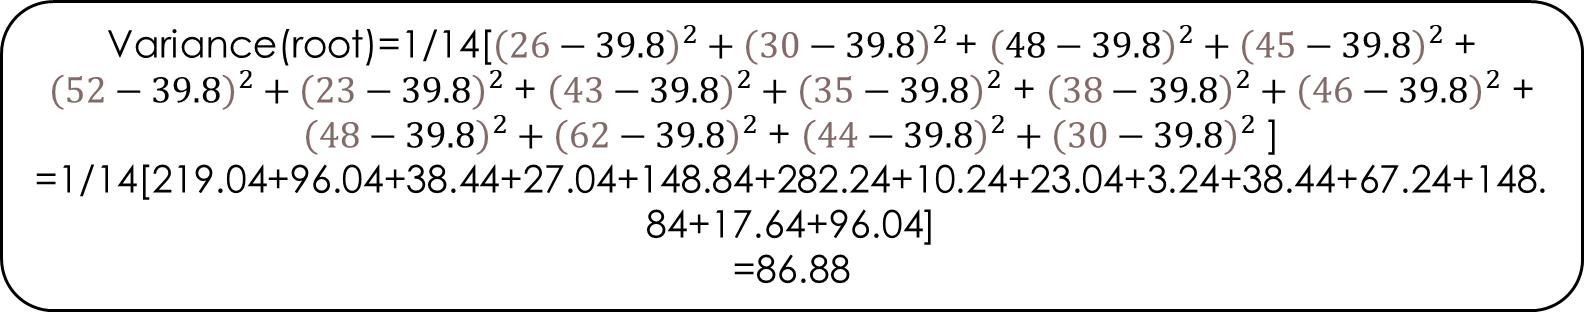 Variance(root)=1/14[(26 − 39.8)² + (30 − 39.8)² + (48 − 39.8)² + (45 − 39.8)² +
(52 − 39.8)² + (23 − 39.8)² + (43 − 39.8)² + (35 − 39.8)² + (38 − 39.8)² + (46 − 39.8)² +
(48 − 39.8)² + (62 − 39.8)² + (44 − 39.8)² + (30 − 39.8)² ]
=1/14[219.04+96.04+38.44+27.04+148.84+282.24+10.24+23.04+3.24+38.44+67.24+148.
84+17.64+96.04]
=86.88